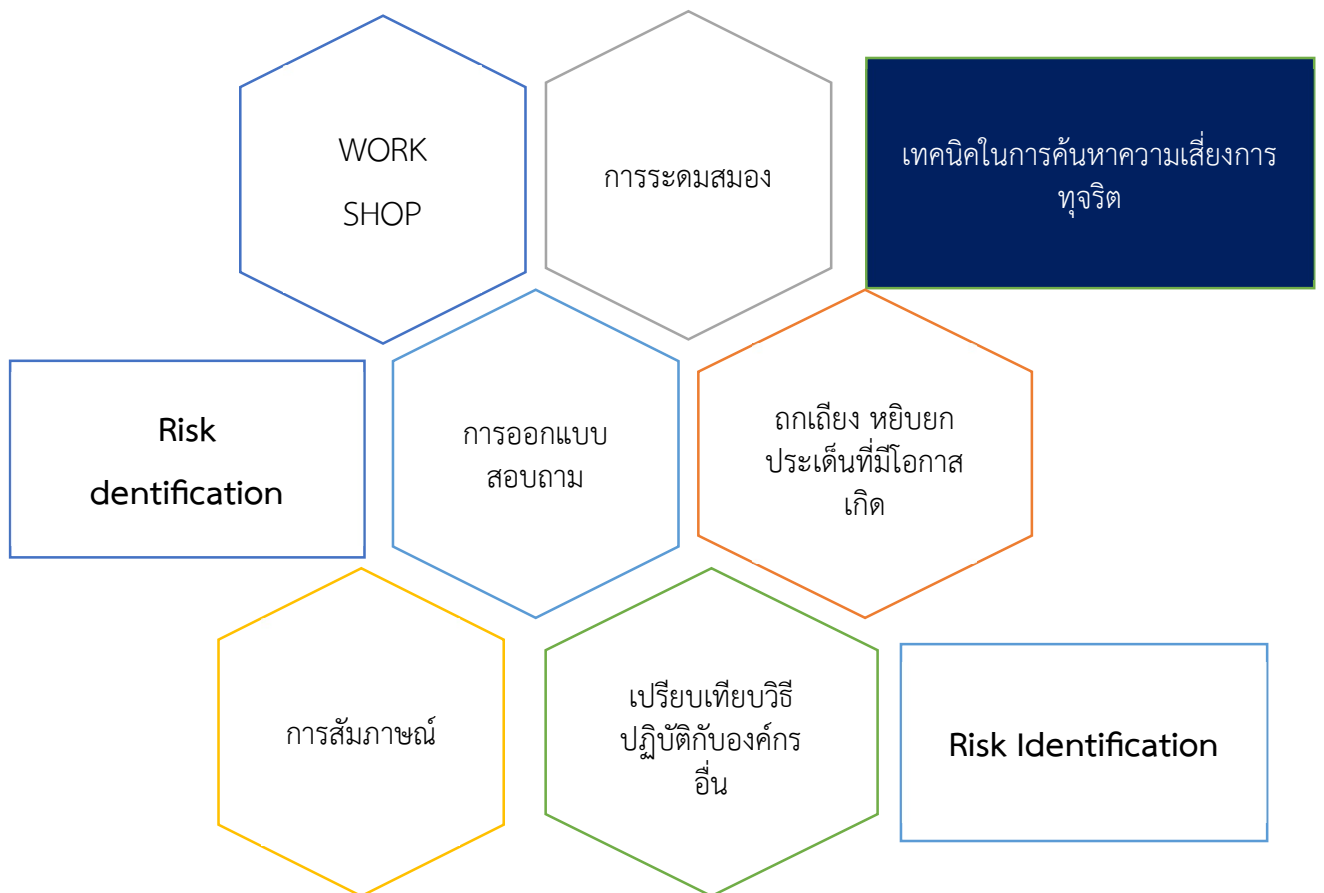 WORK
SHOP
การระดมสมอง
เทคนิคในการค้นหาความเสี่ยงการ
ทุจริต
Risk
dentification
การออกแบบ
สอบถาม
ถกเถียง หยิบยก
ประเด็นที่มีโอกาส
เกิด
การสัมภาษณ์
เปรียบเทียบวิธี
ปฏิบัติกับองค์กร
อื่น
Risk Identification